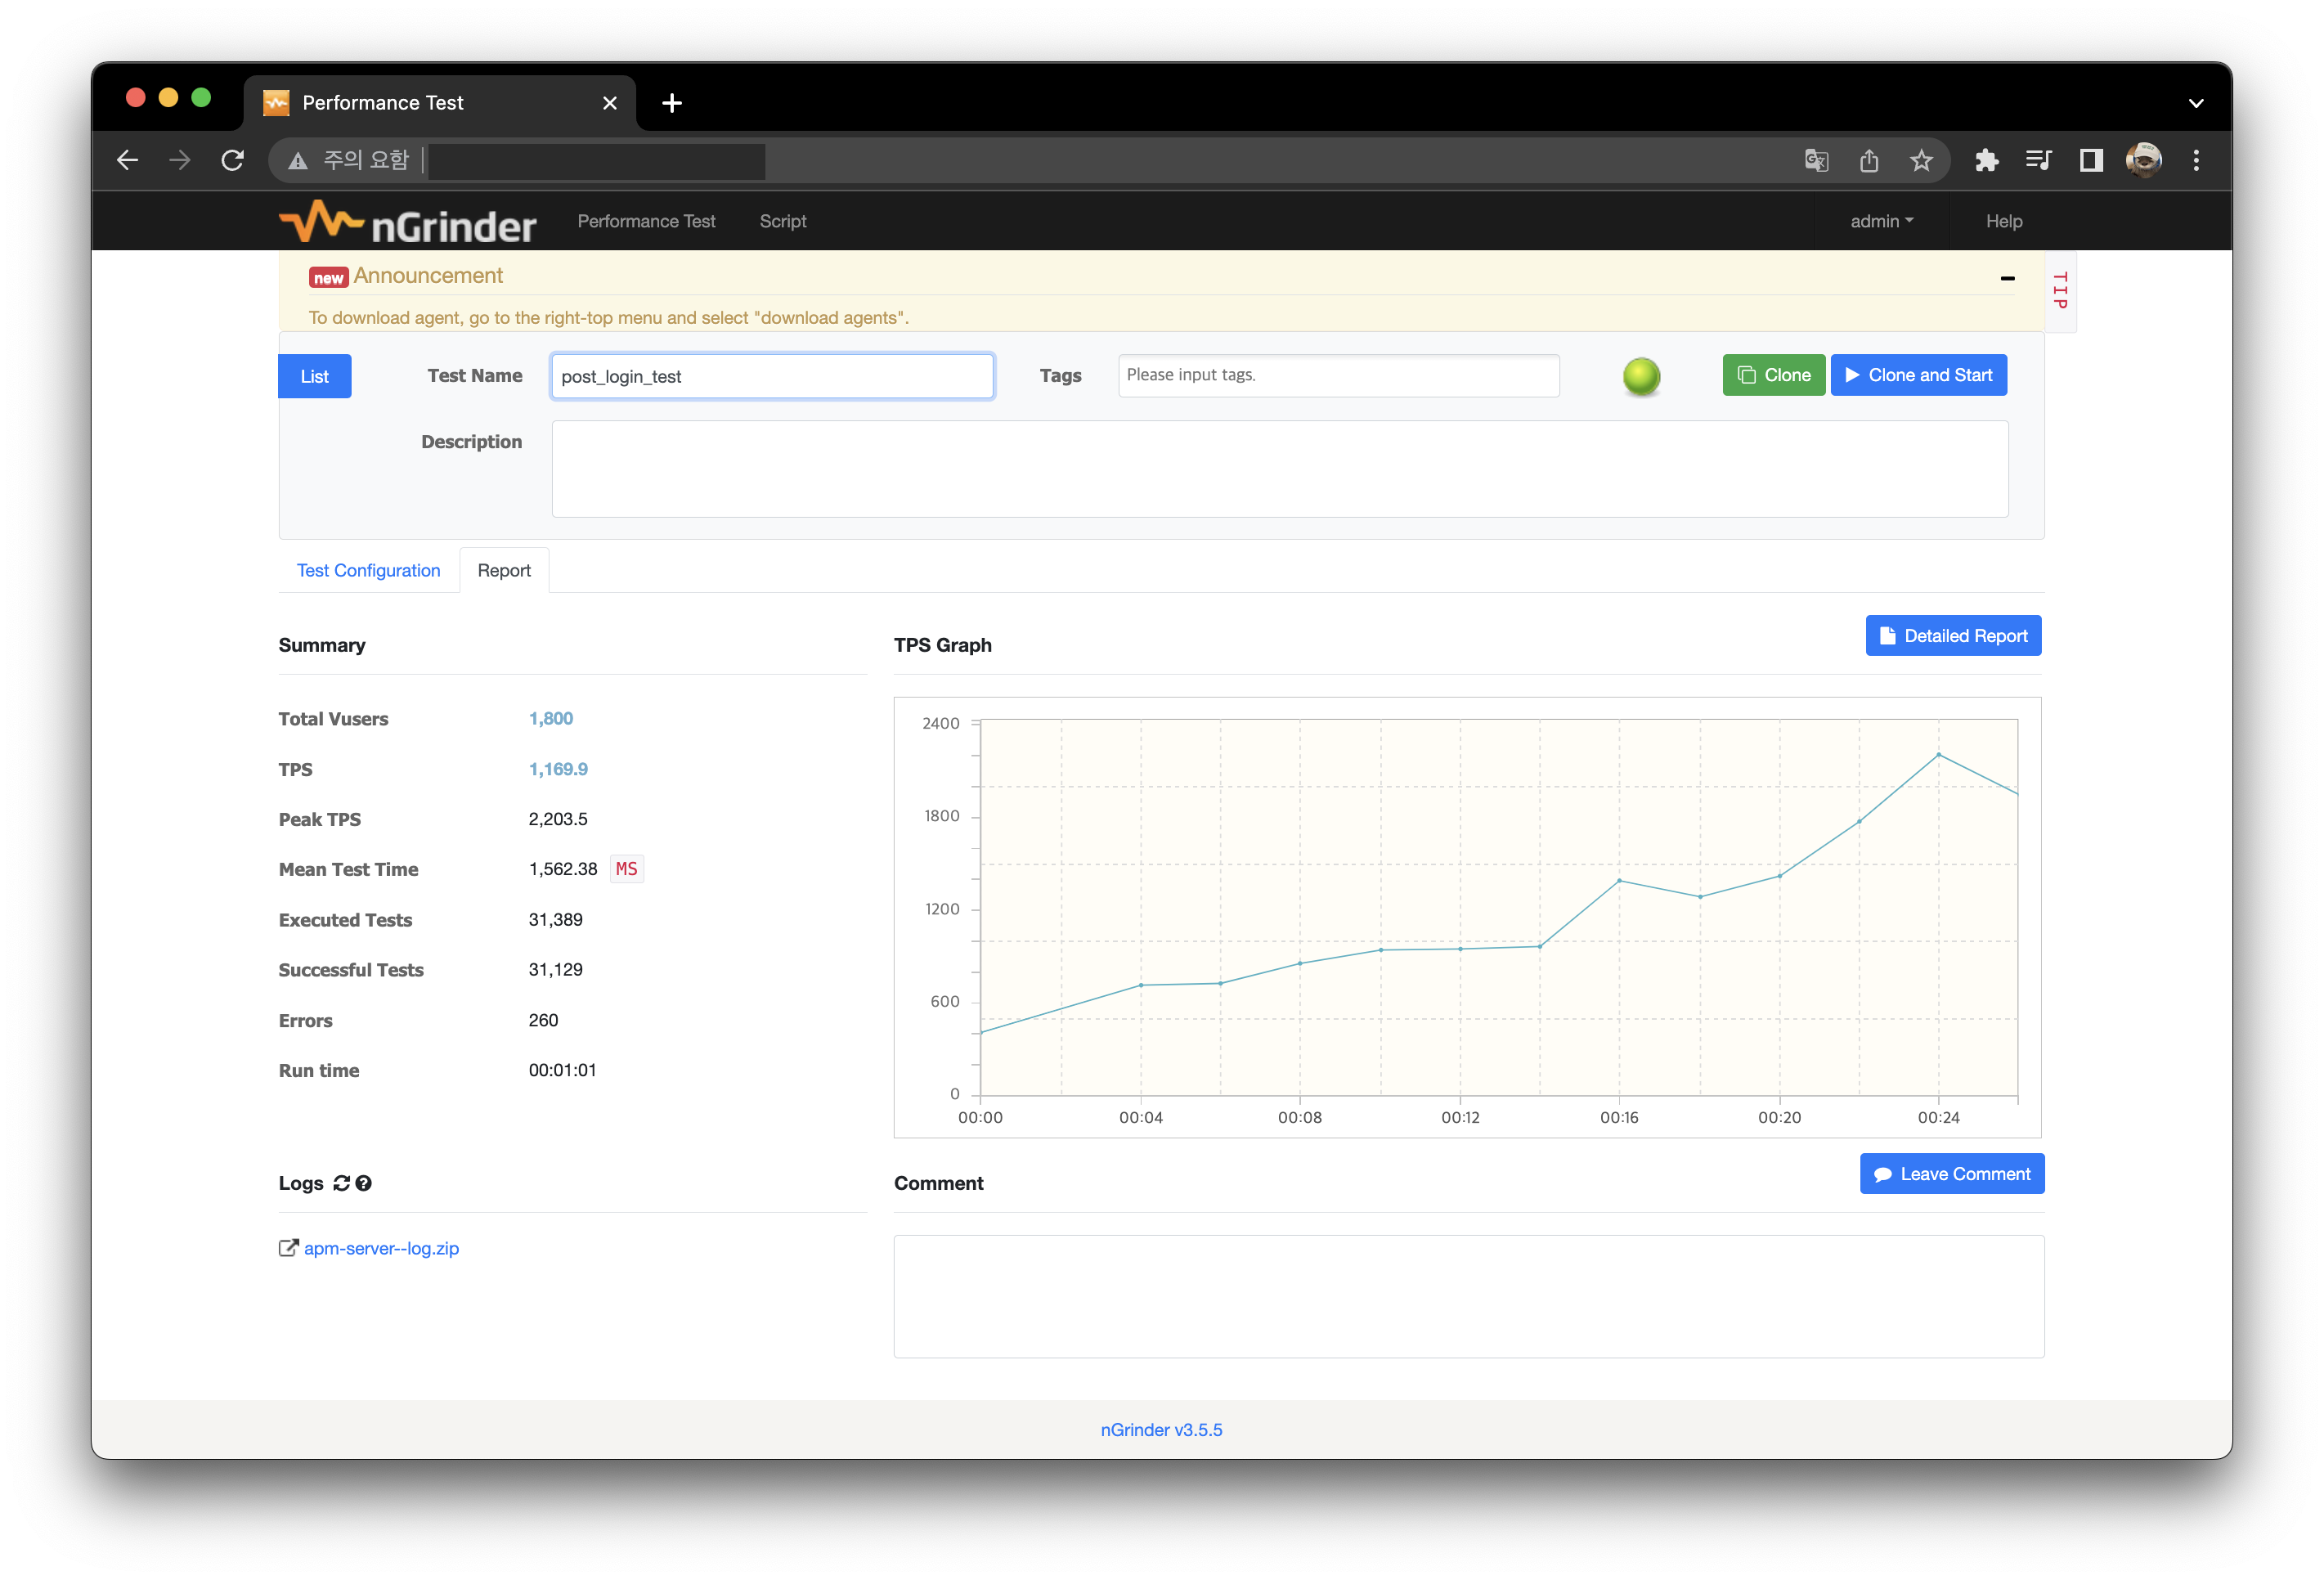 Performance Test
주의 요함
nGrinder
Performance Test
Script
admin
Help
new Announcement
TIP
To download agent, go to the right-top menu and select "download agents".
List
Test Name
post_login_test
Tags
Please input tags.
Clone
Clone and Start
Description
Test Configuration
Report
Summary
Total Vusers 1,800
TPS 1,169.9
Peak TPS 2,203.5
Mean Test Time 1,562.38 MS
Executed Tests 31,389
Successful Tests 31,129
Errors 260
Run time 00:01:01
TPS Graph
Detailed Report
2400
1800
1200
600
0
00:00 00:04 00:08 00:12 00:16 00:20 00:24
Logs
apm-server--log.zip
Comment
Leave Comment
nGrinder v3.5.5